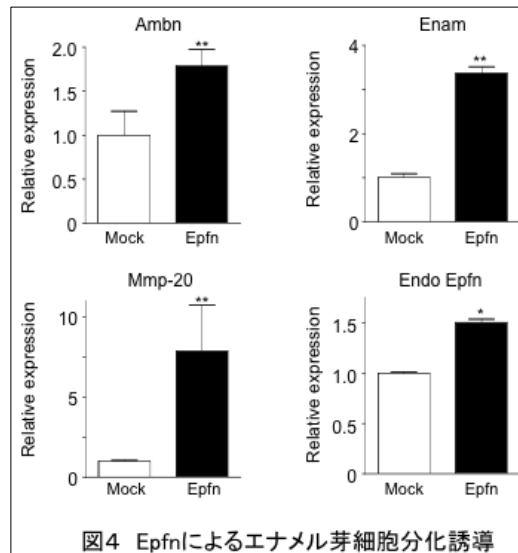 Ambn
Relative expression
2.0
**
1.5
1.0
0.5
0
Mock Epfn
Enam
Relative expression
4
**
2
0
Mock Epfn
Mmp-20
Relative expression
10
**
5
0
Mock Epfn
Endo Epfn
Relative expression
1.5
*
1.0
0.5
0
Mock Epfn
図4 Epfnによるエナメル芽細胞分化誘導